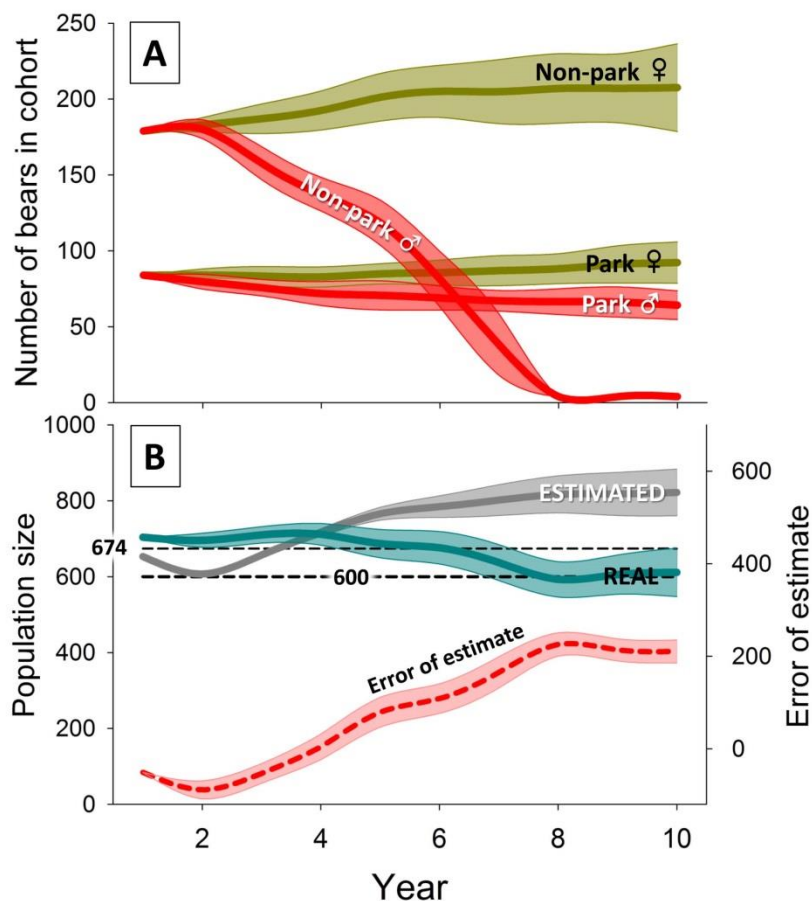 A
Number of bears in cohort
250
200
150
100
50
0
Non-park ♀
Non-park ♂
Park ♀
Park ♂
B
Population size
1000
800
674
600
400
200
0
ESTIMATED
REAL
600
Error of estimate
600
400
200
0
Error of estimate
2 4 6 8 10
Year